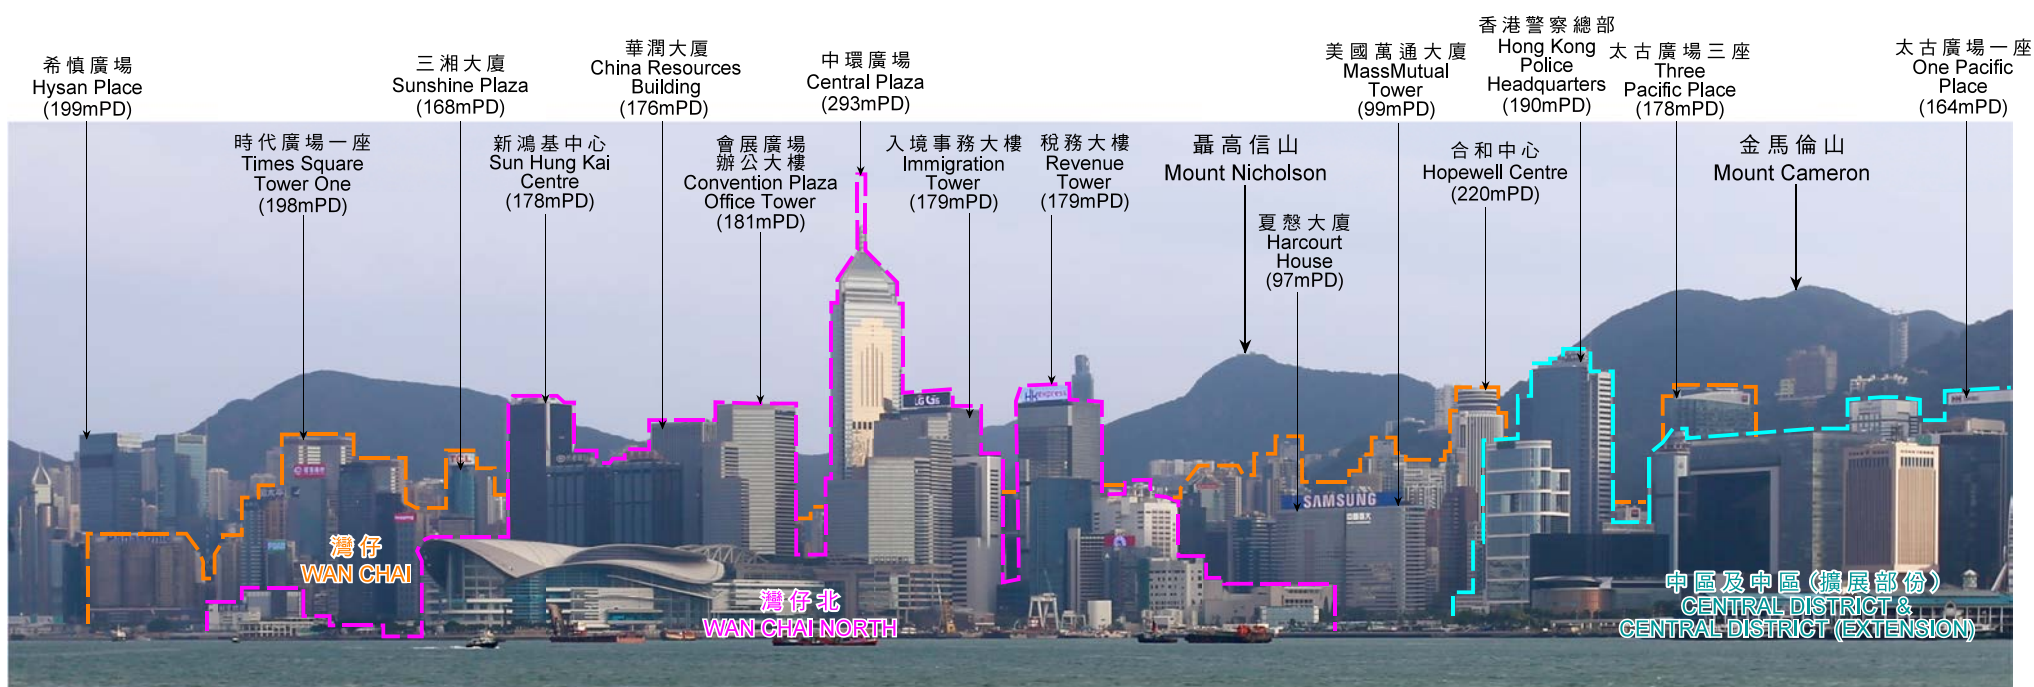 希慎廣場
Hysan Place
(199mPD)
時代廣場一座
Times Square
Tower One
(198mPD)
三湘大廈
Sunshine Plaza
(168mPD)
新鴻基中心
Sun Hung Kai
Centre
(178mPD)
華潤大厦
China Resources
Building
(176mPD)
會展廣場
辦公大樓
Convention Plaza
Office Tower
(181mPD)
中環廣場
Central Plaza
(293mPD)
入境事務大樓
Immigration
Tower
(179mPD)
稅務大樓
Revenue
Tower
(179mPD)
聶高信山
Mount Nicholson
夏慤大廈
Harcourt
House
(97mPD)
美國萬通大廈
MassMutual
Tower
(99mPD)
合和中心
Hopewell Centre
(220mPD)
香港警察總部
Hong Kong
Police
Headquarters
(190mPD)
太古廣場三座
Three
Pacific Place
(178mPD)
金馬倫山
Mount Cameron
太古廣場一座
One Pacific
Place
(164mPD)
TCL
LG G6
HK express
SAMSUNG
灣仔
WAN CHAI
灣仔北
WAN CHAI NORTH
中區及中區(擴展部份)
CENTRAL DISTRICT &
CENTRAL DISTRICT (EXTENSION)